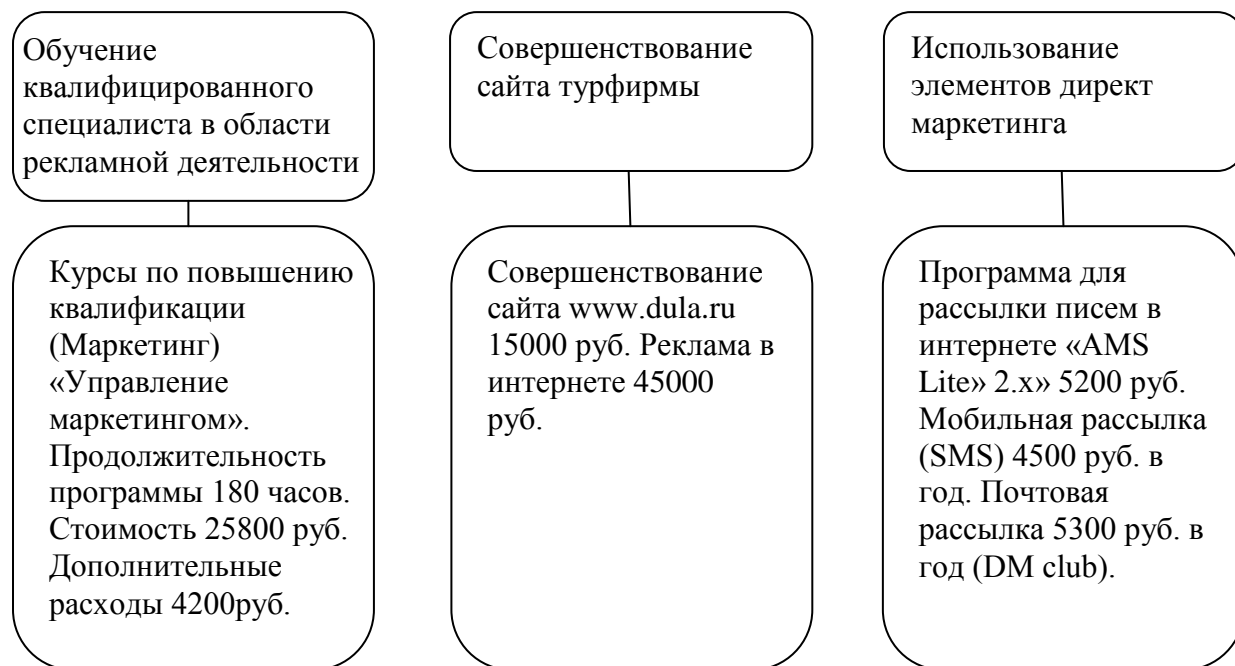 Обучение
квалифицированного
специалиста в области
рекламной деятельности
Совершенствование
сайта турфирмы
Использование
элементов директ
маркетинга
Курсы по повышению
квалификации
(Маркетинг)
«Управление
маркетингом».
Продолжительность
программы 180 часов.
Стоимость 25800 руб.
Дополнительные
расходы 4200руб.
Совершенствование
сайта www.dula.ru
15000 руб. Реклама в
интернете 45000
руб.
Программа для
рассылки писем в
интернете «AMS
Lite» 2.x» 5200 руб.
Мобильная рассылка
(SMS) 4500 руб. в
год. Почтовая
рассылка 5300 руб. в
год (DM club).